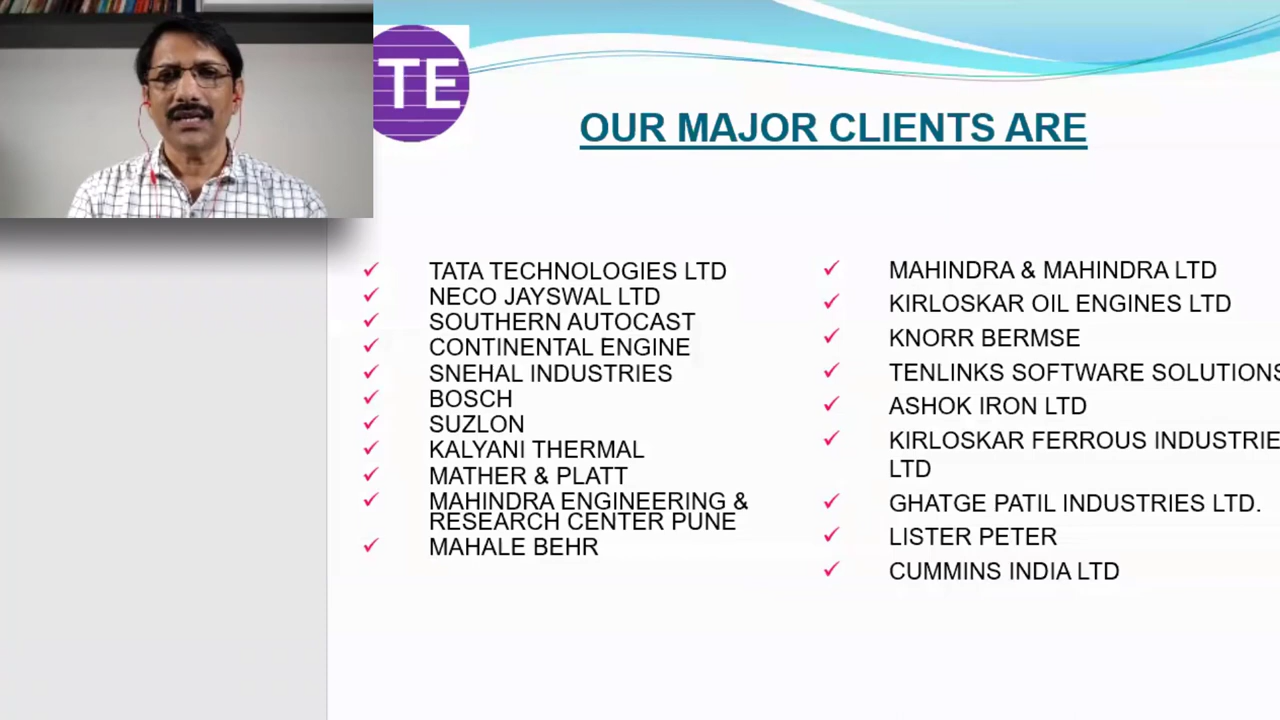 TE
OUR MAJOR CLIENTS ARE
TATA TECHNOLOGIES LTD
NECO JAYSWAL LTD
SOUTHERN AUTOCAST
CONTINENTAL ENGINE
SNEHAL INDUSTRIES
BOSCH
SUZLON
KALYANI THERMAL
MATHER & PLATT
MAHINDRA ENGINEERING &
RESEARCH CENTER PUNE
MAHALE BEHR
MAHINDRA & MAHINDRA LTD
KIRLOSKAR OIL ENGINES LTD
KNORR BERMSE
TENLINKS SOFTWARE SOLUTIONS
ASHOK IRON LTD
KIRLOSKAR FERROUS INDUSTRIE
LTD
GHATGE PATIL INDUSTRIES LTD.
LISTER PETER
CUMMINS INDIA LTD